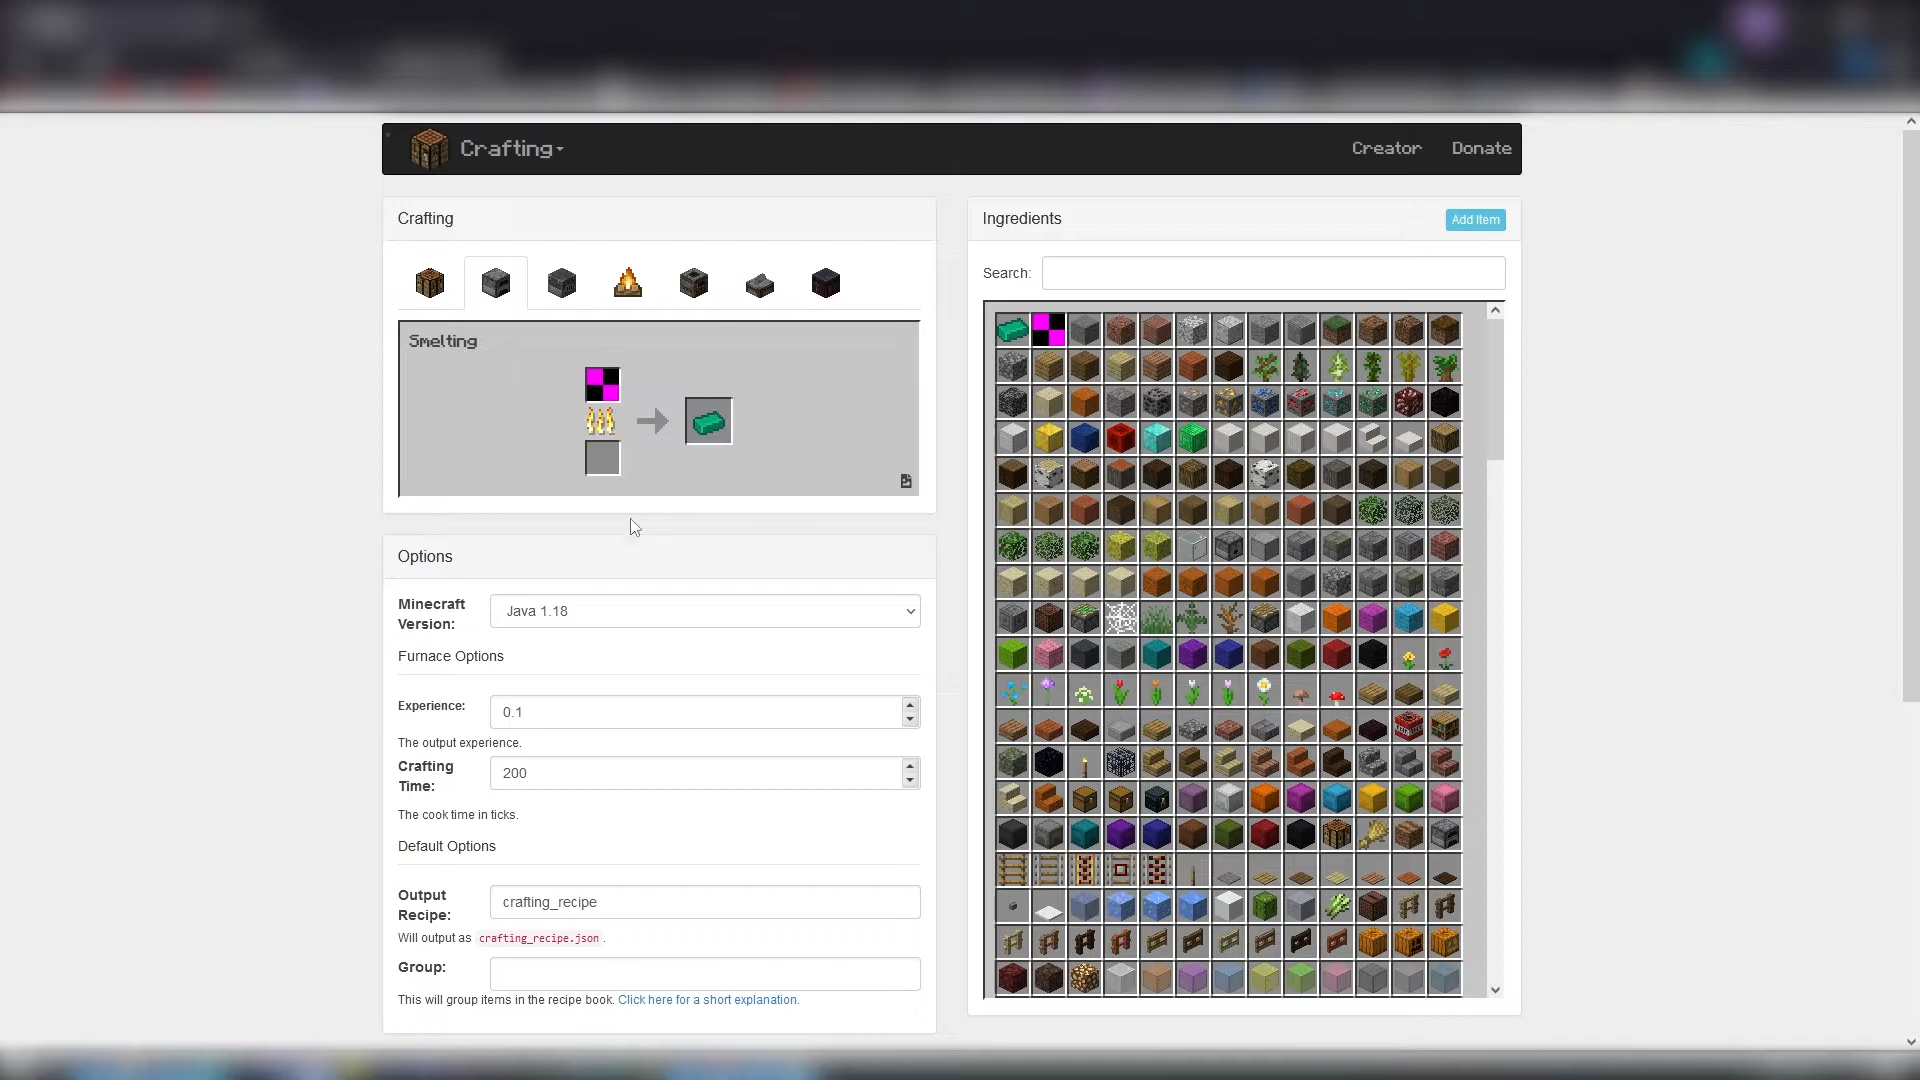 Crafting
Creator
Donate
Crafting
Smelting
Options
Minecraft Version:
Java 1.18
Furnace Options
Experience:
0.1
The output experience.
Crafting Time:
200
The cook time in ticks.
Default Options
Output Recipe:
crafting_recipe
Will output as crafting_recipe.json .
Group:
This will group items in the recipe book. Click here for a short explanation.
Ingredients
Add Item
Search: